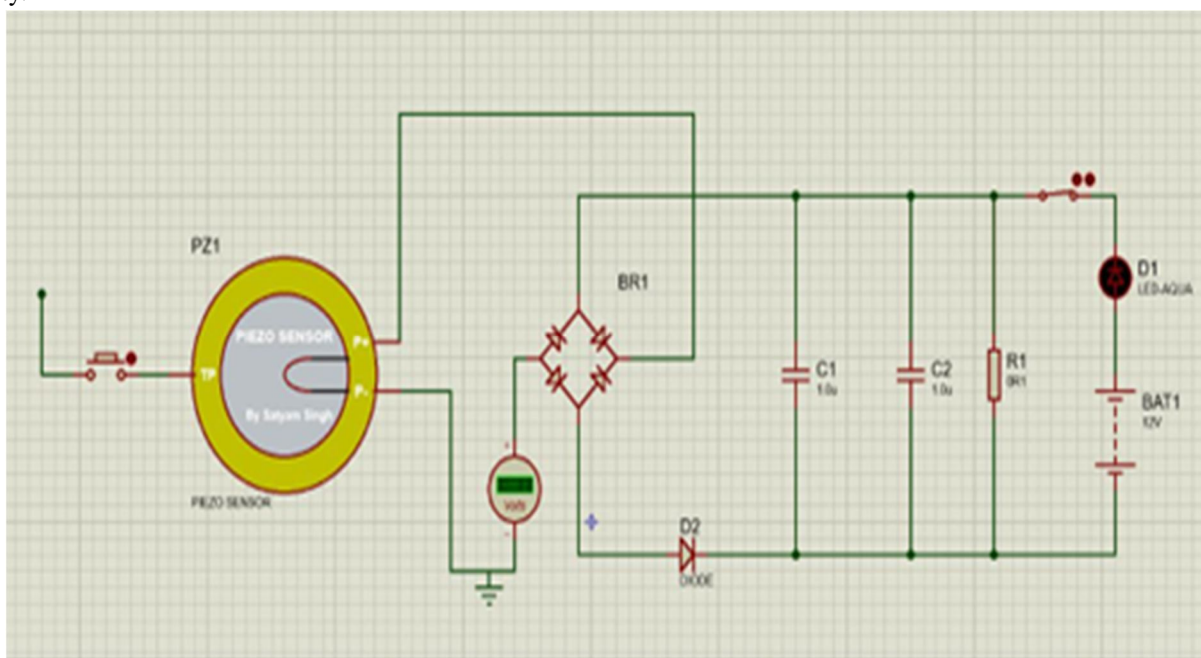 PZ1
PIEZO SENSOR
P+
TP
P-
By Satyam Singh
PIEZO SENSOR
BR1
Volts
C1
1.0u
C2
1.0u
R1
0R1
D1
LED-AQUA
BAT1
12V
D2
DIODE